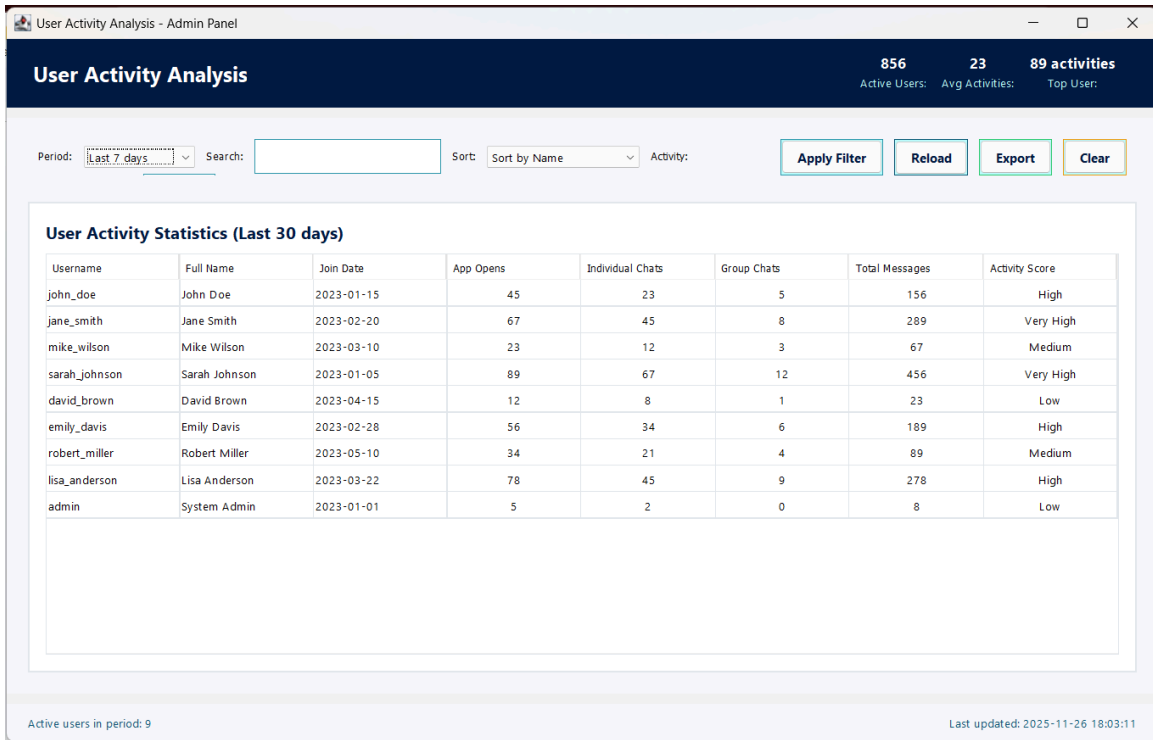 User Activity Analysis - Admin Panel
User Activity Analysis
856 23 89 activities
Active Users: Avg Activities: Top User:
Period: Last 7 days Search: Sort: Sort by Name Activity: Apply Filter Reload Export Clear
User Activity Statistics (Last 30 days)
Username Full Name Join Date App Opens Individual Chats Group Chats Total Messages Activity Score
john_doe John Doe 2023-01-15 45 23 5 156 High
jane_smith Jane Smith 2023-02-20 67 45 8 289 Very High
mike_wilson Mike Wilson 2023-03-10 23 12 3 67 Medium
sarah_johnson Sarah Johnson 2023-01-05 89 67 12 456 Very High
david_brown David Brown 2023-04-15 12 8 1 23 Low
emily_davis Emily Davis 2023-02-28 56 34 6 189 High
robert_miller Robert Miller 2023-05-10 34 21 4 89 Medium
lisa_anderson Lisa Anderson 2023-03-22 78 45 9 278 High
admin System Admin 2023-01-01 5 2 0 8 Low
Active users in period: 9
Last updated: 2025-11-26 18:03:11